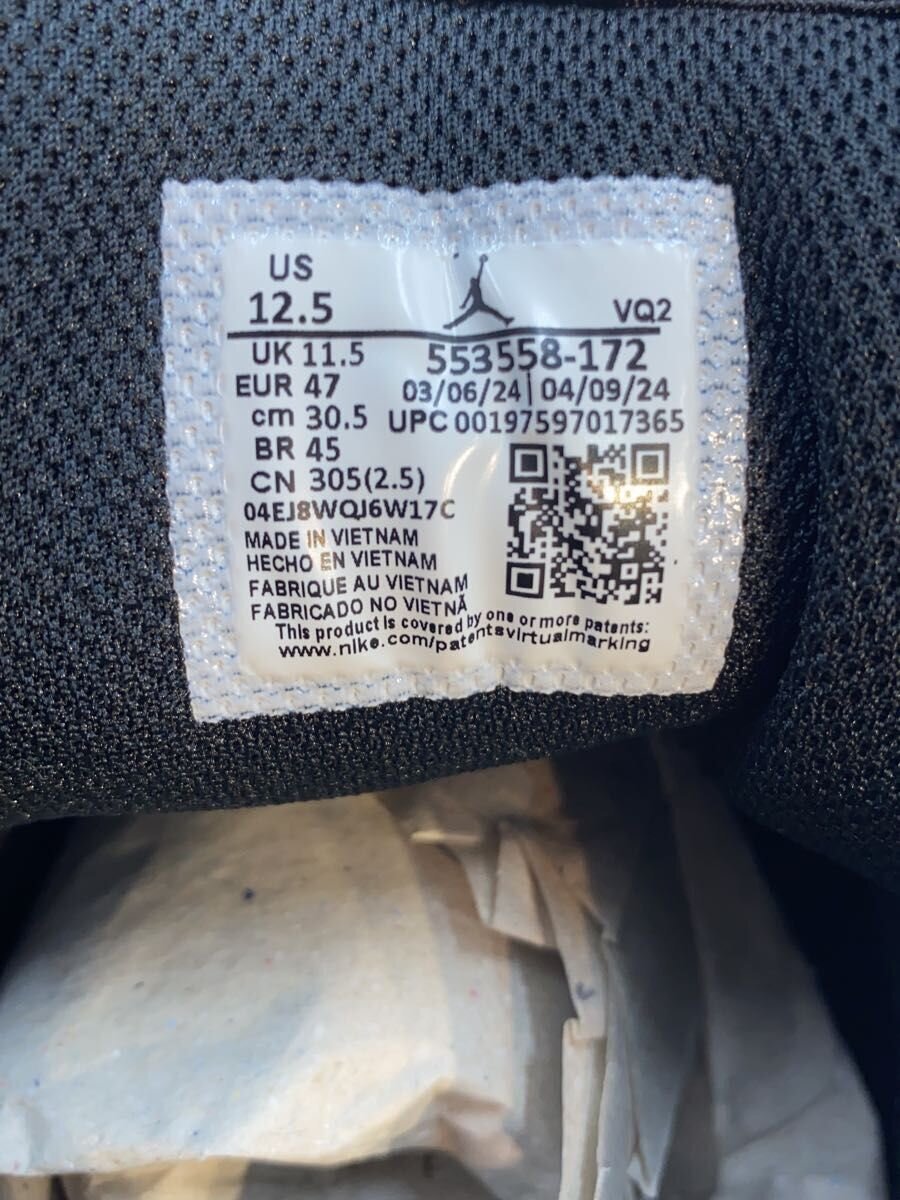 US
12.5
VQ2
UK 11.5
553558-172
EUR 47
03/06/24 | 04/09/24
cm 30.5
UPC 00197597017365
BR 45
CN 305(2.5)
04EJ8WQJ6W17C
MADE IN VIETNAM
HECHO EN VIETNAM
FABRIQUE AU VIETNAM
FABRICADO NO VIETNÃ
This product is covered by one or more patents:
www.nike.com/patentsvirtualmarking